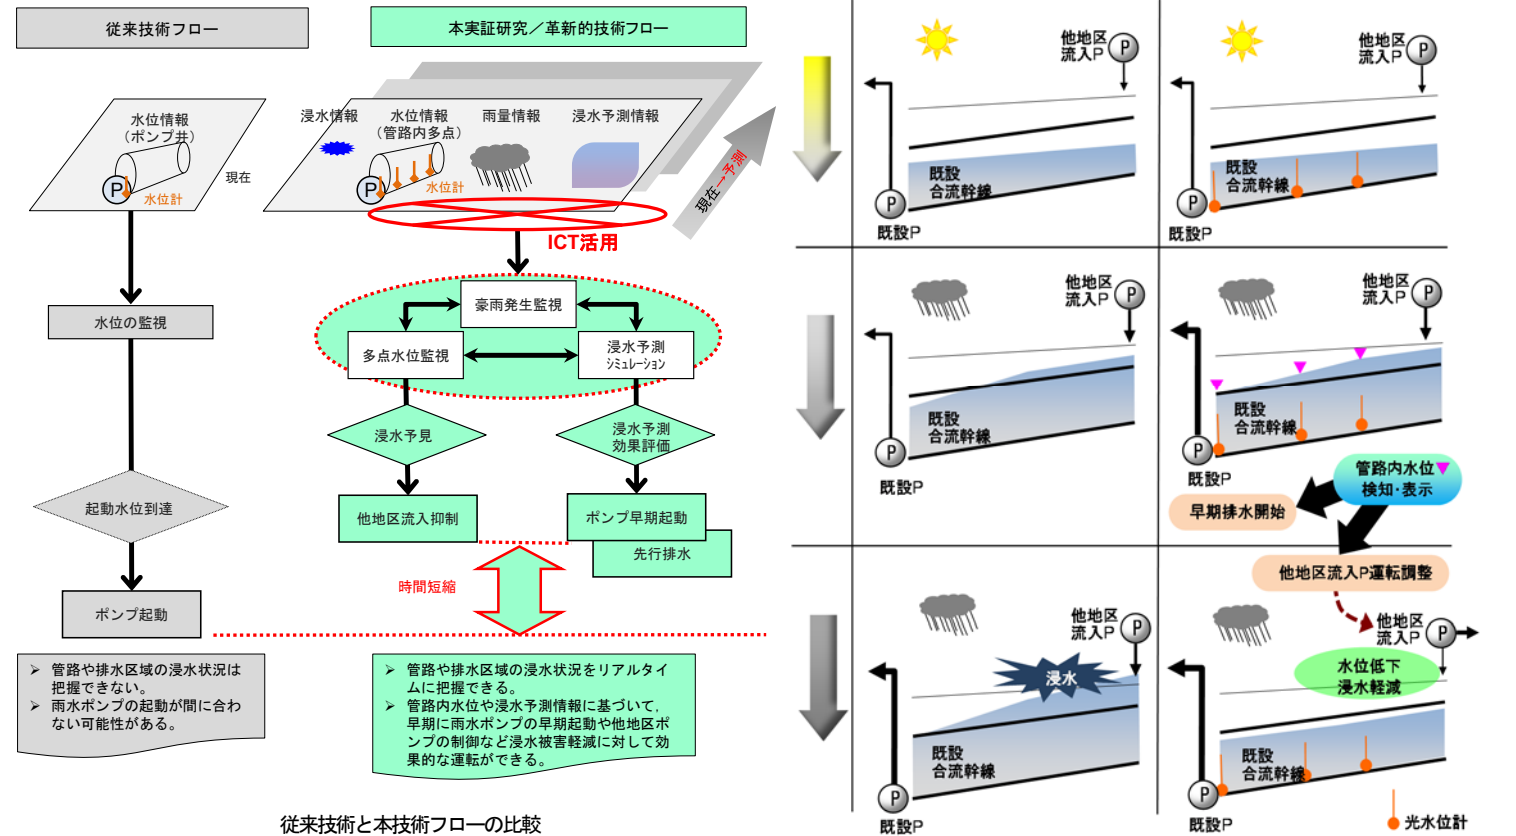 従来技術フロー
水位情報
(ポンプ井)
P
水位計
現在
水位の監視
起動水位到達
ポンプ起動
➢ 管路や排水区域の浸水状況は
把握できない。
➢ 雨水ポンプの起動が間に合わ
ない可能性がある。
本実証研究／革新的技術フロー
浸水情報
水位情報
(管路内多点)
雨量情報
浸水予測情報
P
水位計
現在→予測
ICT活用
豪雨発生監視
多点水位監視
浸水予測
シミュレーション
浸水予見
浸水予測
効果評価
他地区流入抑制
ポンプ早期起動
先行排水
時間短縮
➢ 管路や排水区域の浸水状況をリアルタイ
ムに把握できる。
➢ 管路内水位や浸水予測情報に基づいて，
早期に雨水ポンプの早期起動や他地区ポ
ンプの制御など浸水被害軽減に対して効
果的な運転ができる。
従来技術と本技術フローの比較
他地区
流入P
P
既設
合流幹線
P
既設P
他地区
流入P
P
既設
合流幹線
P
既設P
他地区
流入P
P
既設
合流幹線
P
既設P
他地区
流入P
P
既設
合流幹線
P
既設P
管路内水位▼
検知・表示
早期排水開始
他地区流入P運転調整
他地区
流入P
P
浸水
既設
合流幹線
P
既設P
他地区
流入P
P
水位低下
浸水軽減
既設
合流幹線
P
既設P
光水位計